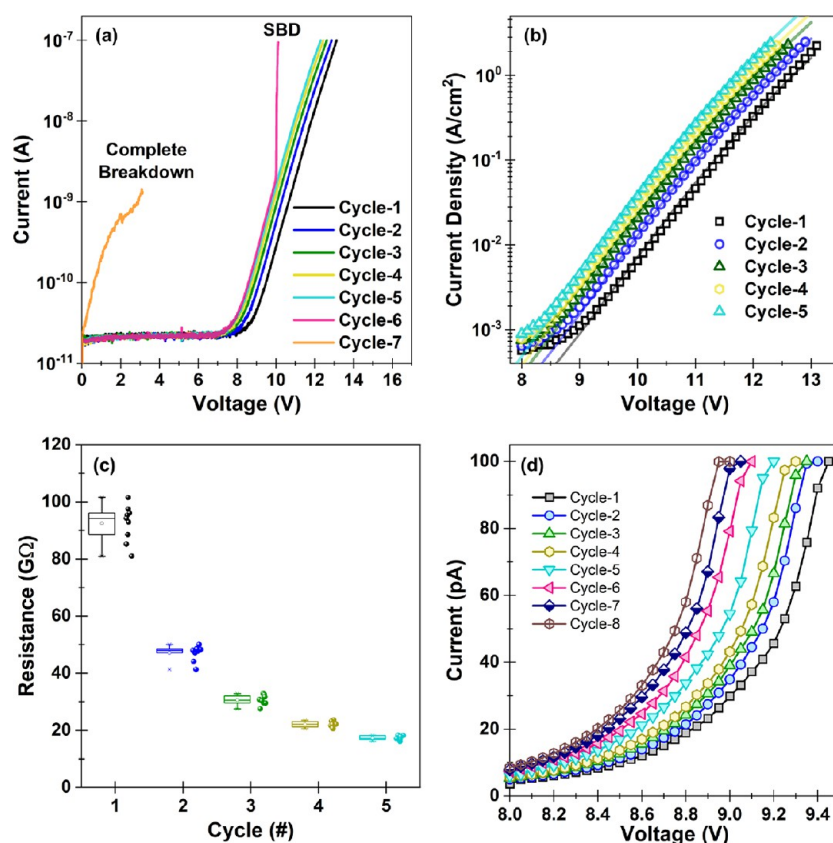 (a)
SBD
Complete
Breakdown
Cycle-1
Cycle-2
Cycle-3
Cycle-4
Cycle-5
Cycle-6
Cycle-7
10⁻⁷
10⁻⁸
10⁻⁹
10⁻¹⁰
10⁻¹¹
Current (A)
0 2 4 6 8 10 12 14 16
Voltage (V)
(b)
10⁰
10⁻¹
10⁻²
10⁻³
Current Density (A/cm²)
Cycle-1
Cycle-2
Cycle-3
Cycle-4
Cycle-5
8 9 10 11 12 13
Voltage (V)
(c)
120
100
80
60
40
20
0
Resistance (GΩ)
1 2 3 4 5
Cycle (#)
(d)
100
80
60
40
20
0
Current (pA)
Cycle-1
Cycle-2
Cycle-3
Cycle-4
Cycle-5
Cycle-6
Cycle-7
Cycle-8
8.0 8.2 8.4 8.6 8.8 9.0 9.2 9.4
Voltage (V)